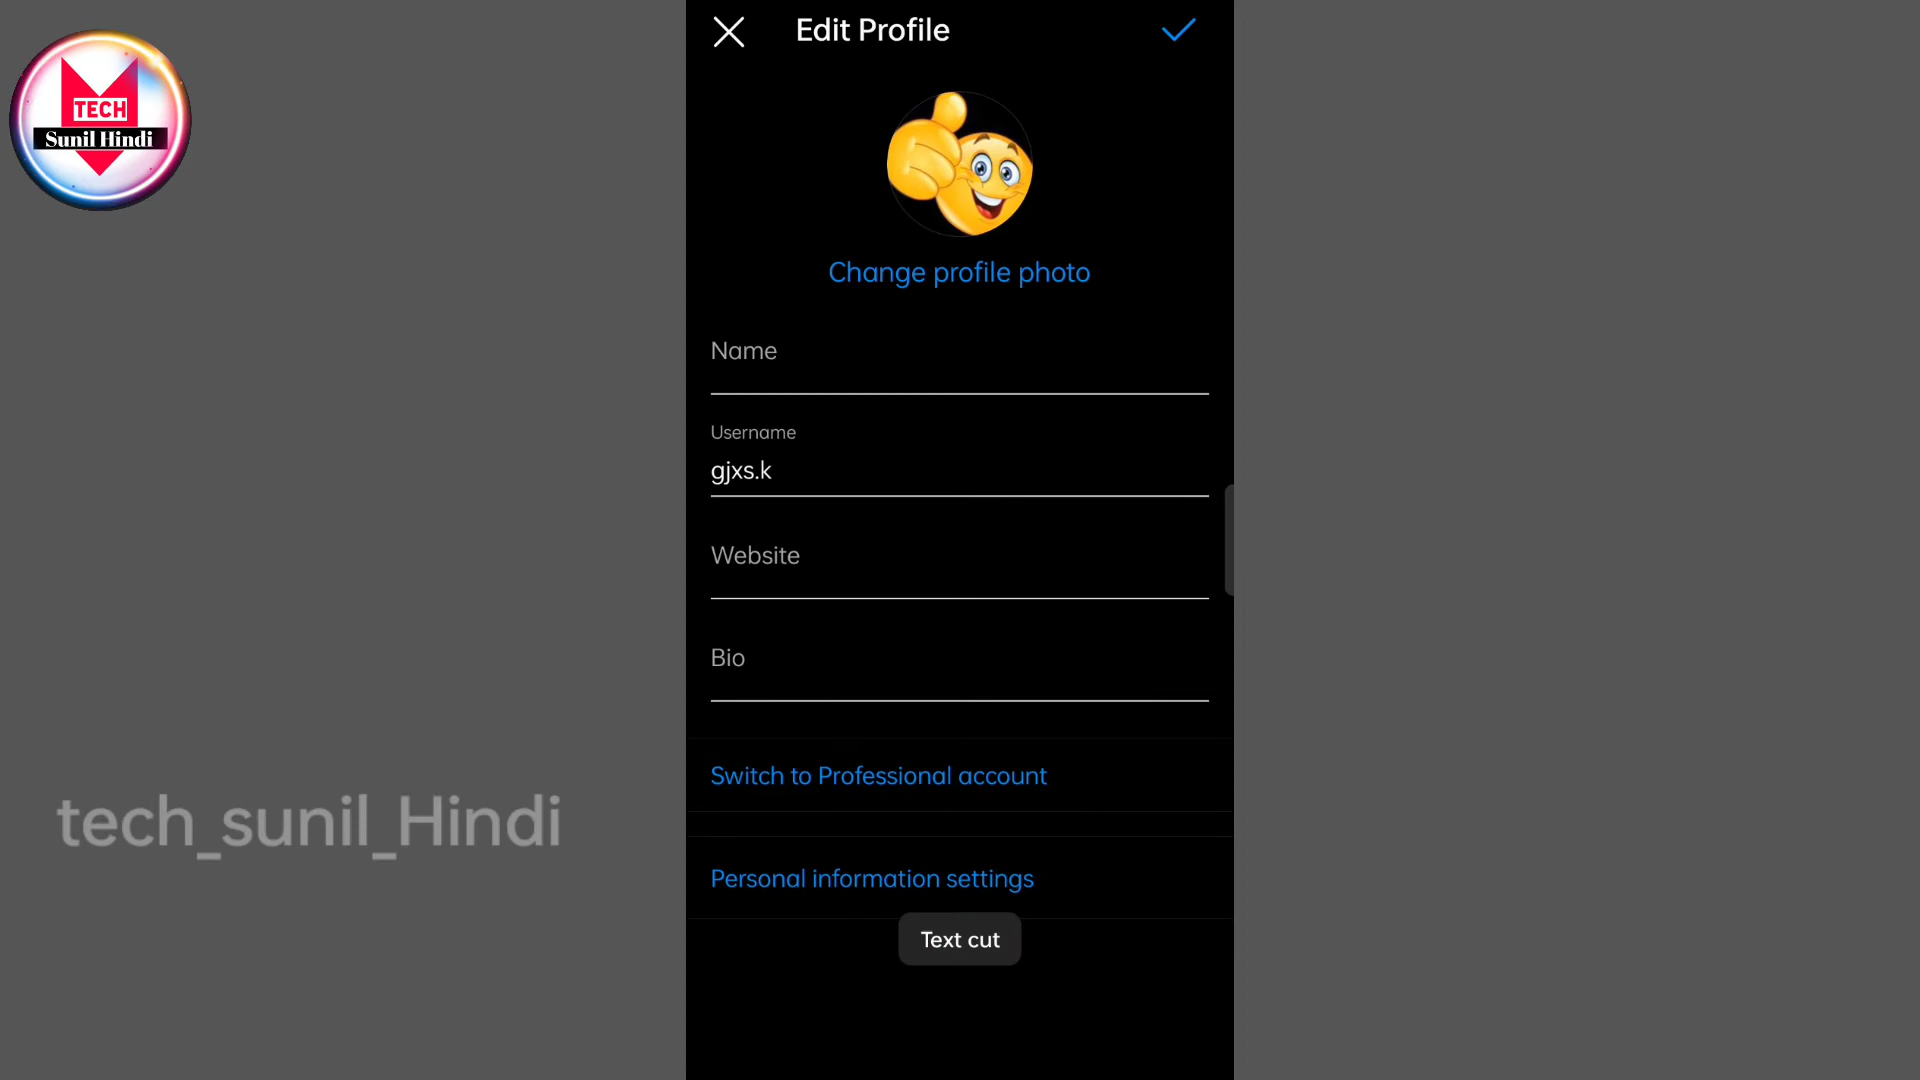 TECH
Sunil Hindi
Edit Profile
Change profile photo
Name
Username
gjxs.k
Website
Bio
Switch to Professional account
Personal information settings
Text cut
tech_sunil_Hindi